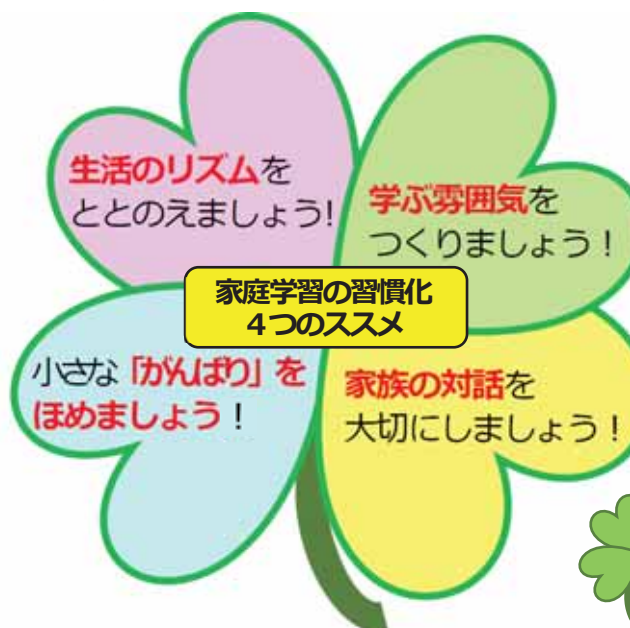 生活のリズムを
ととのえましょう!
学ぶ雰囲気を
つくりましょう！
家庭学習の習慣化
４つのススメ
小さな「がんばり」を
ほめましょう！
家族の対話を
大切にしましょう！